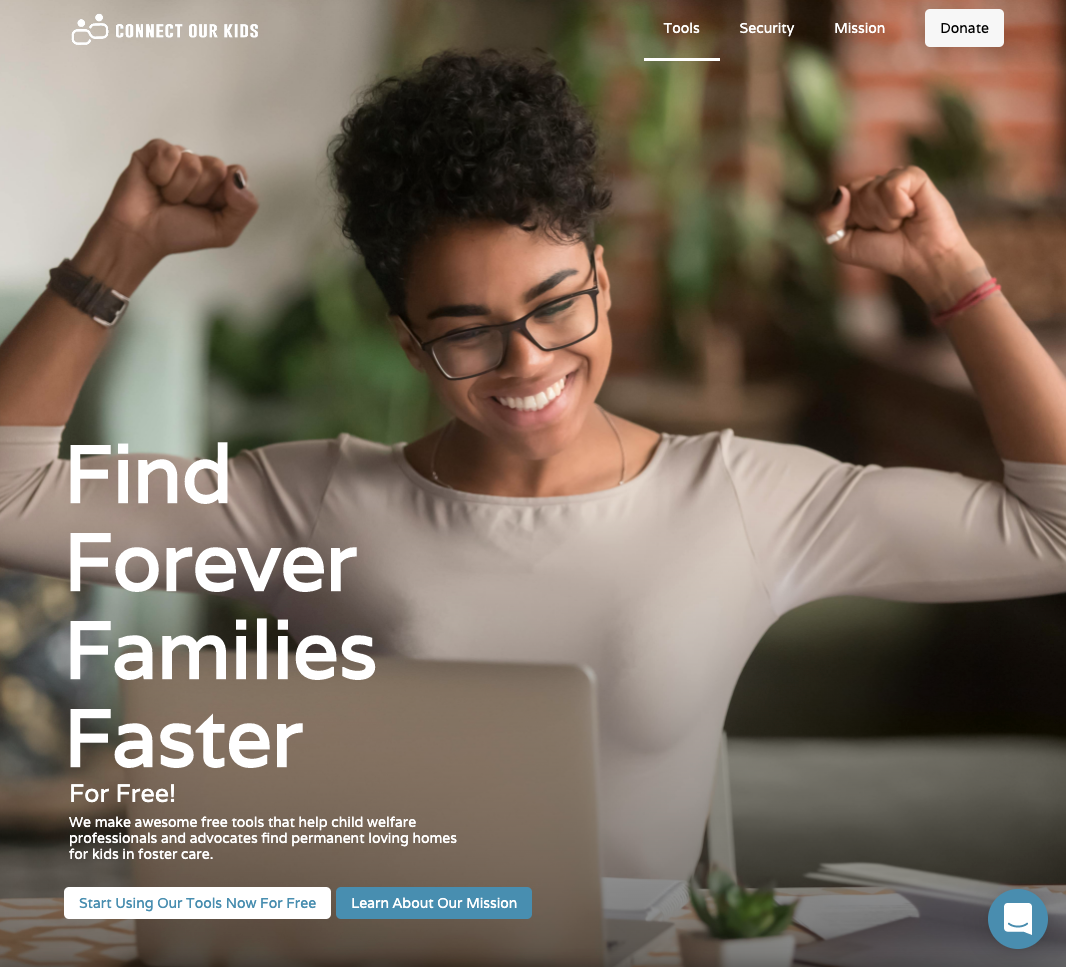 CONNECT OUR KIDS
Tools
Security
Mission
Donate
Find
Forever
Families
Faster
For Free!
We make awesome free tools that help child welfare
professionals and advocates find permanent loving homes
for kids in foster care.
Start Using Our Tools Now For Free
Learn About Our Mission